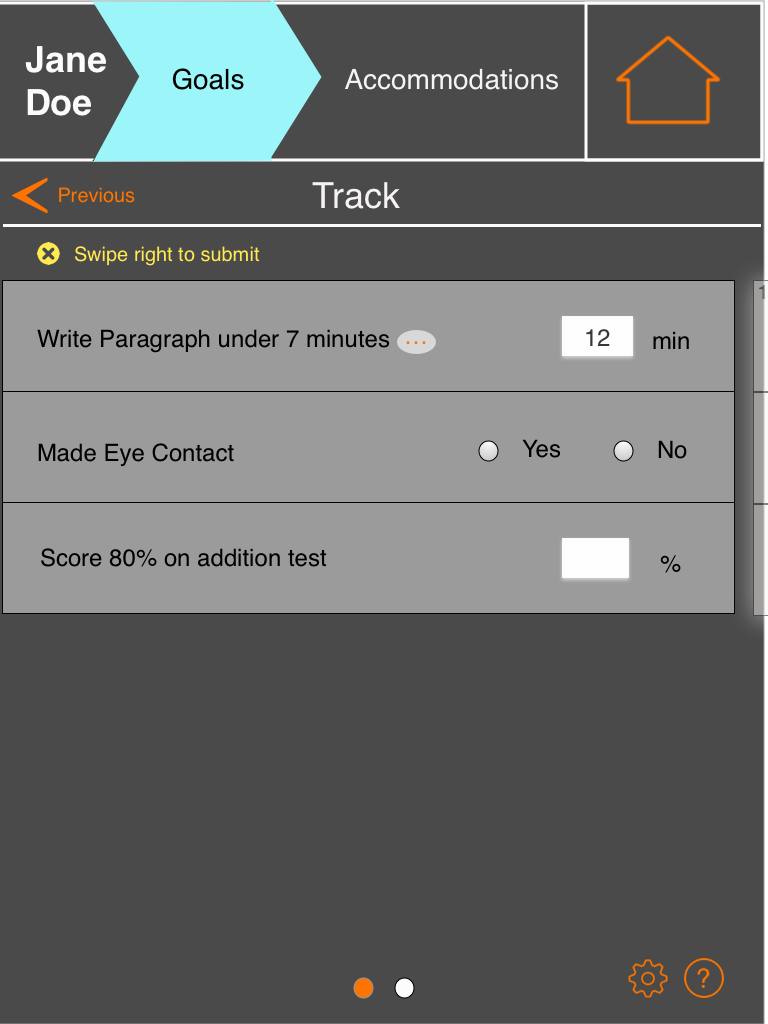 Jane
Doe
Goals
Accommodations
Previous
Track
Swipe right to submit
1
Write Paragraph under 7 minutes ...
12 min
Made Eye Contact
Yes
No
Score 80% on addition test
%
?